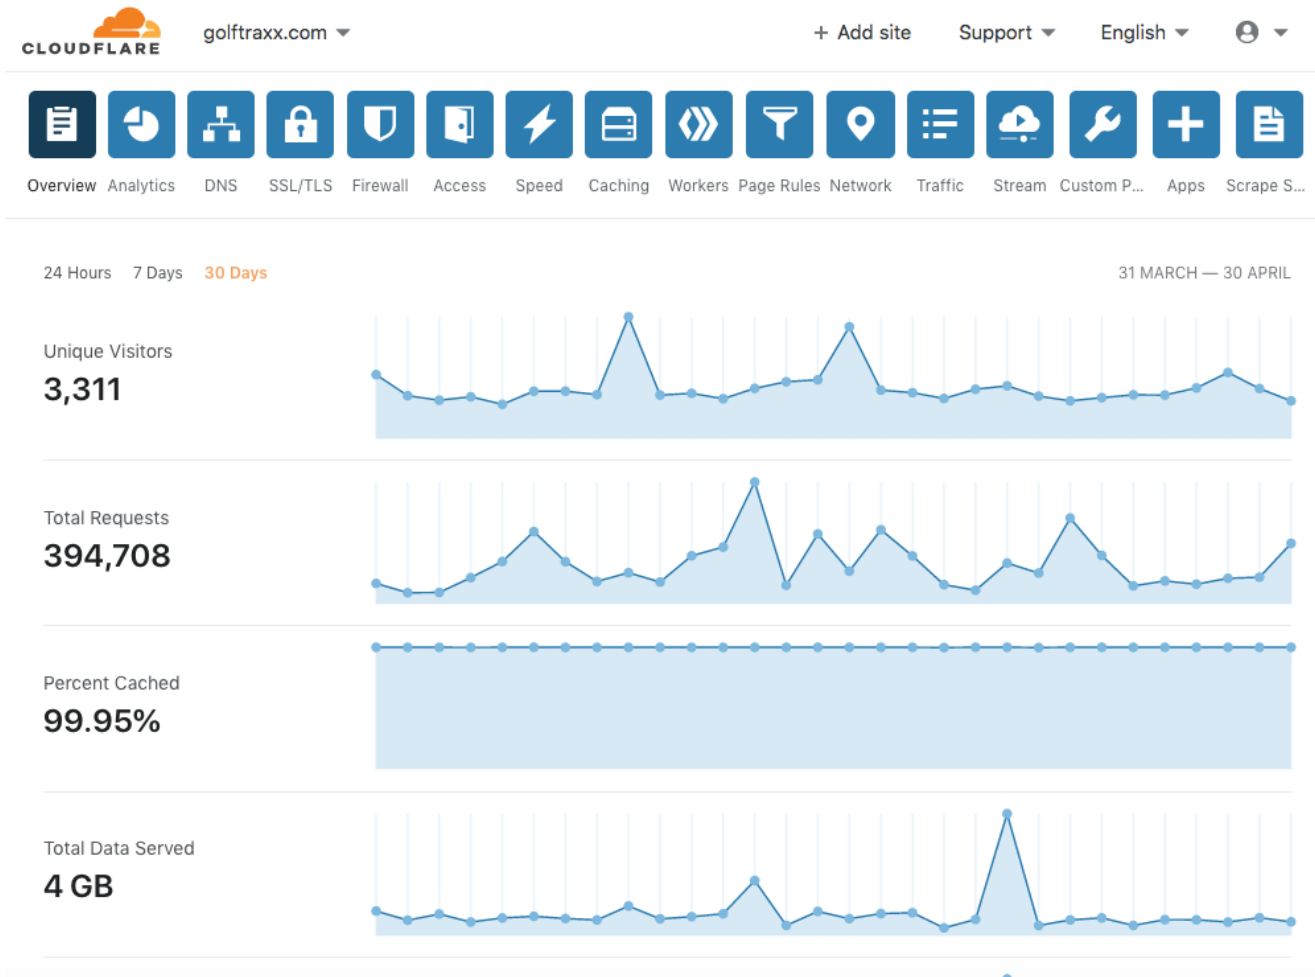 CLOUDFLARE
golftraxx.com
+ Add site
Support
English
Overview
Analytics
DNS
SSL/TLS
Firewall
Access
Speed
Caching
Workers
Page Rules
Network
Traffic
Stream
Custom P...
Apps
Scrape S...
24 Hours 7 Days 30 Days
31 MARCH — 30 APRIL
Unique Visitors
3,311
Total Requests
394,708
Percent Cached
99.95%
Total Data Served
4 GB